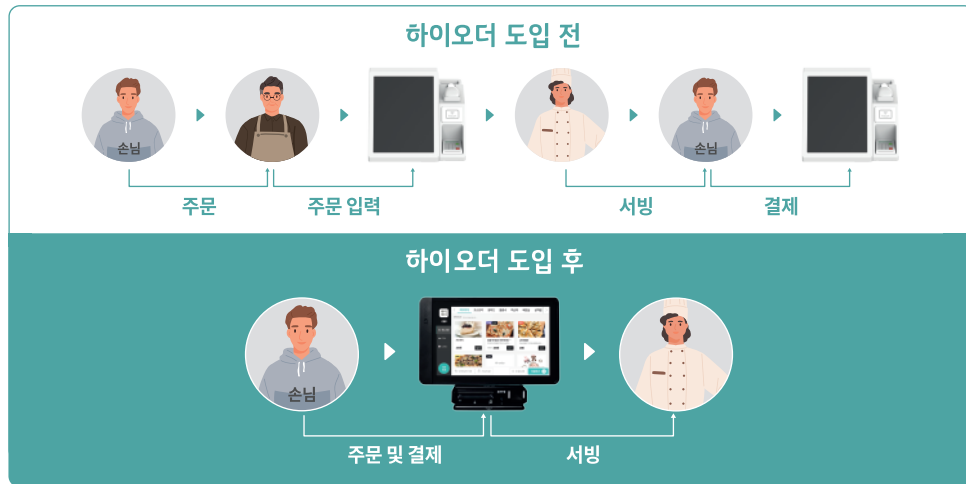 하이오더 도입 전
손님
손님
주문
주문 입력
서빙
결제
하이오더 도입 후
손님
주문 및 결제
서빙